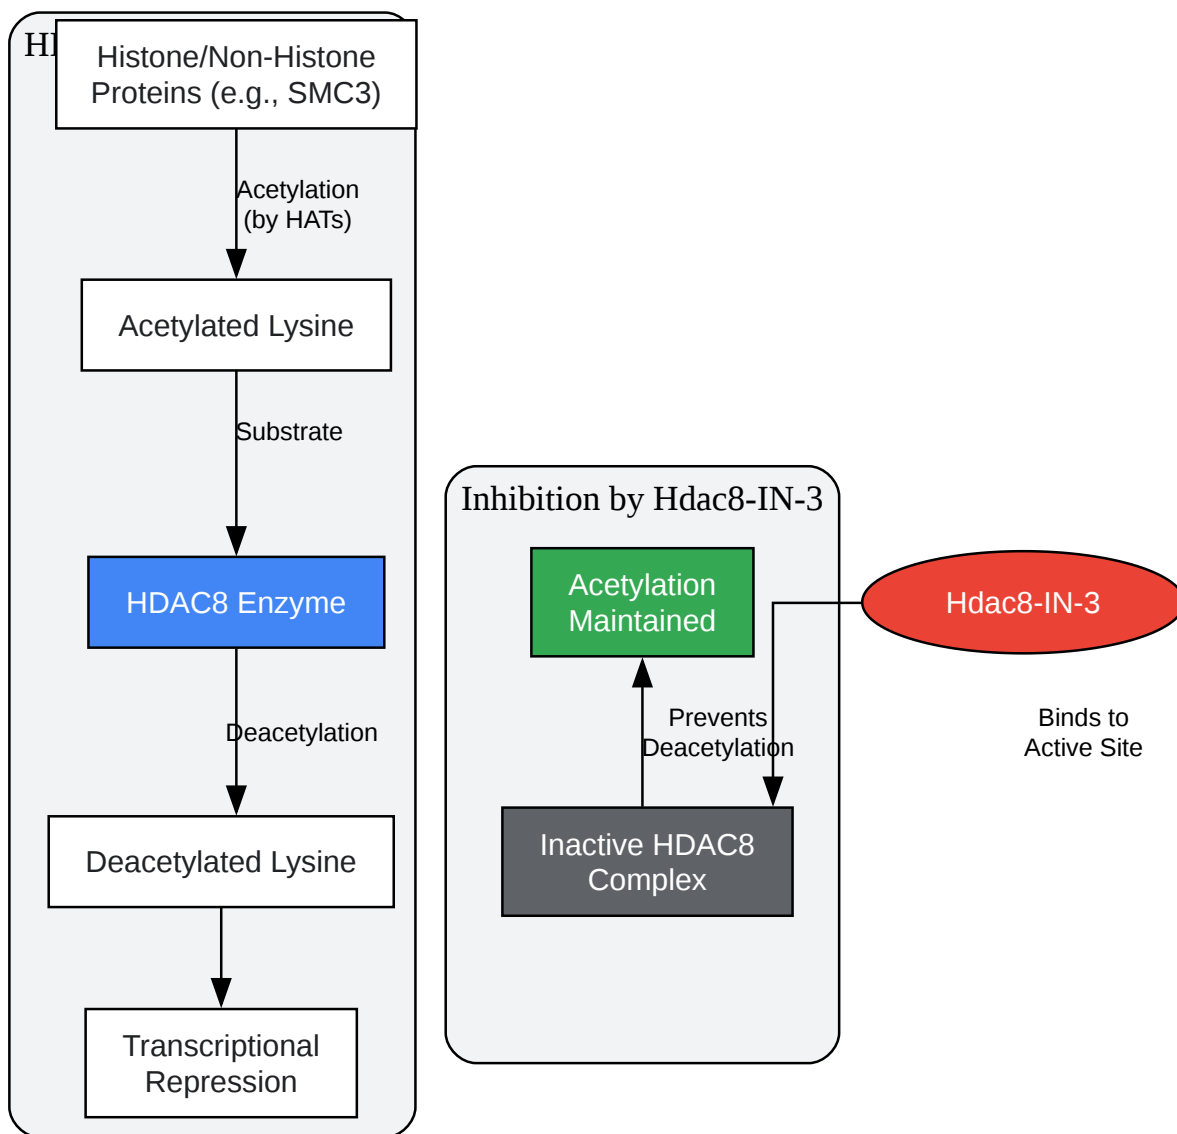 Histone/Non-Histone
Proteins (e.g., SMC3)
Acetylation
(by HATs)
Acetylated Lysine
Substrate
HDAC8 Enzyme
Deacetylation
Deacetylated Lysine
Transcriptional
Repression
Inhibition by Hdac8-IN-3
Acetylation
Maintained
Prevents
Deacetylation
Inactive HDAC8
Complex
Hdac8-IN-3
Binds to
Active Site